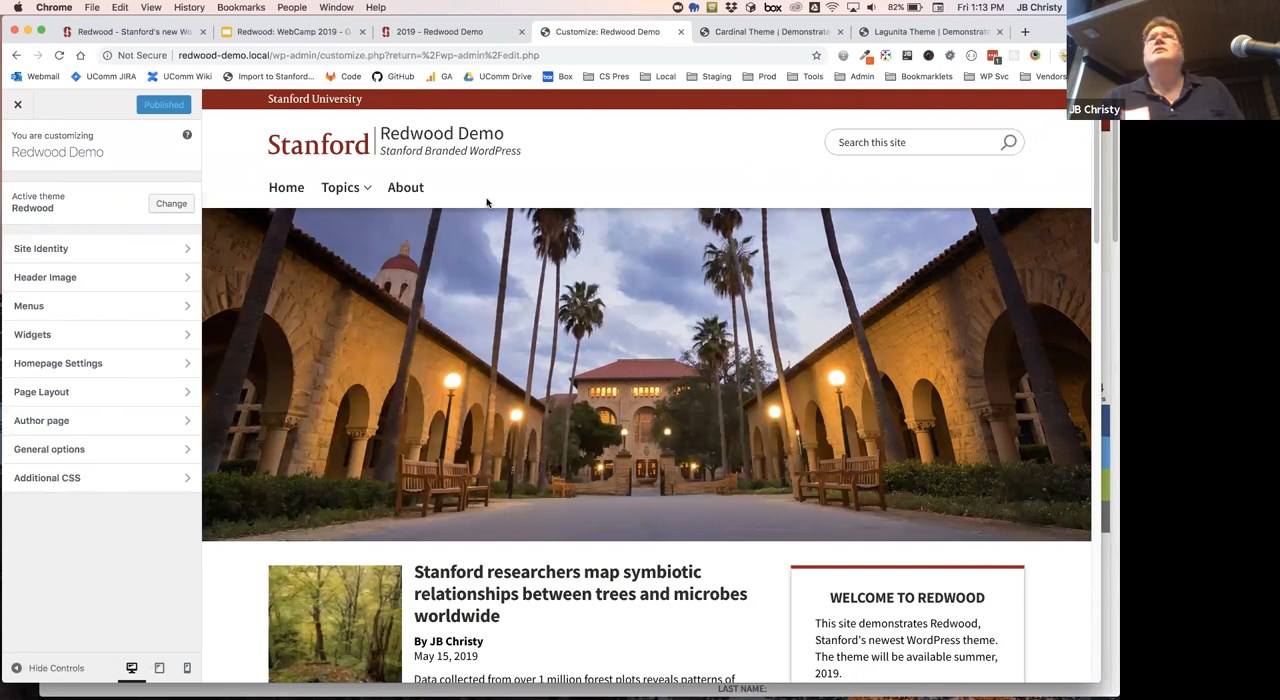 Chrome File Edit View History Bookmarks People Window Help
box 82% Fri 1:13 PM JB Christy
Redwood - Stanford's new Wo
Redwood: WebCamp 2019 - G
2019 - Redwood Demo
Customize: Redwood Demo
Cardinal Theme | Demonstrat
Lagunita Theme | Demonstrat
Not Secure redwood-demo.local/wp-admin/customize.php?return=%2Fwp-admin%2Fedit.php
Webmail UComm JIRA UComm Wiki Import to Stanford... Code GitHub GA UComm Drive box Box CS Pres Local Staging Prod Tools Admin Bookmarklets WP Svc Vendors
JB Christy
Published
You are customizing
Redwood Demo
Active theme
Redwood
Change
Site Identity
Header Image
Menus
Widgets
Homepage Settings
Page Layout
Author page
General options
Additional CSS
Hide Controls
Stanford University
Stanford
Redwood Demo
Stanford Branded WordPress
Search this site
Home Topics About
Stanford researchers map symbiotic
relationships between trees and microbes
worldwide
By JB Christy
May 15, 2019
Data collected from over 1 million forest plots reveals patterns of
WELCOME TO REDWOOD
This site demonstrates Redwood,
Stanford's newest WordPress theme.
The theme will be available summer,
2019.
LAST NAME: